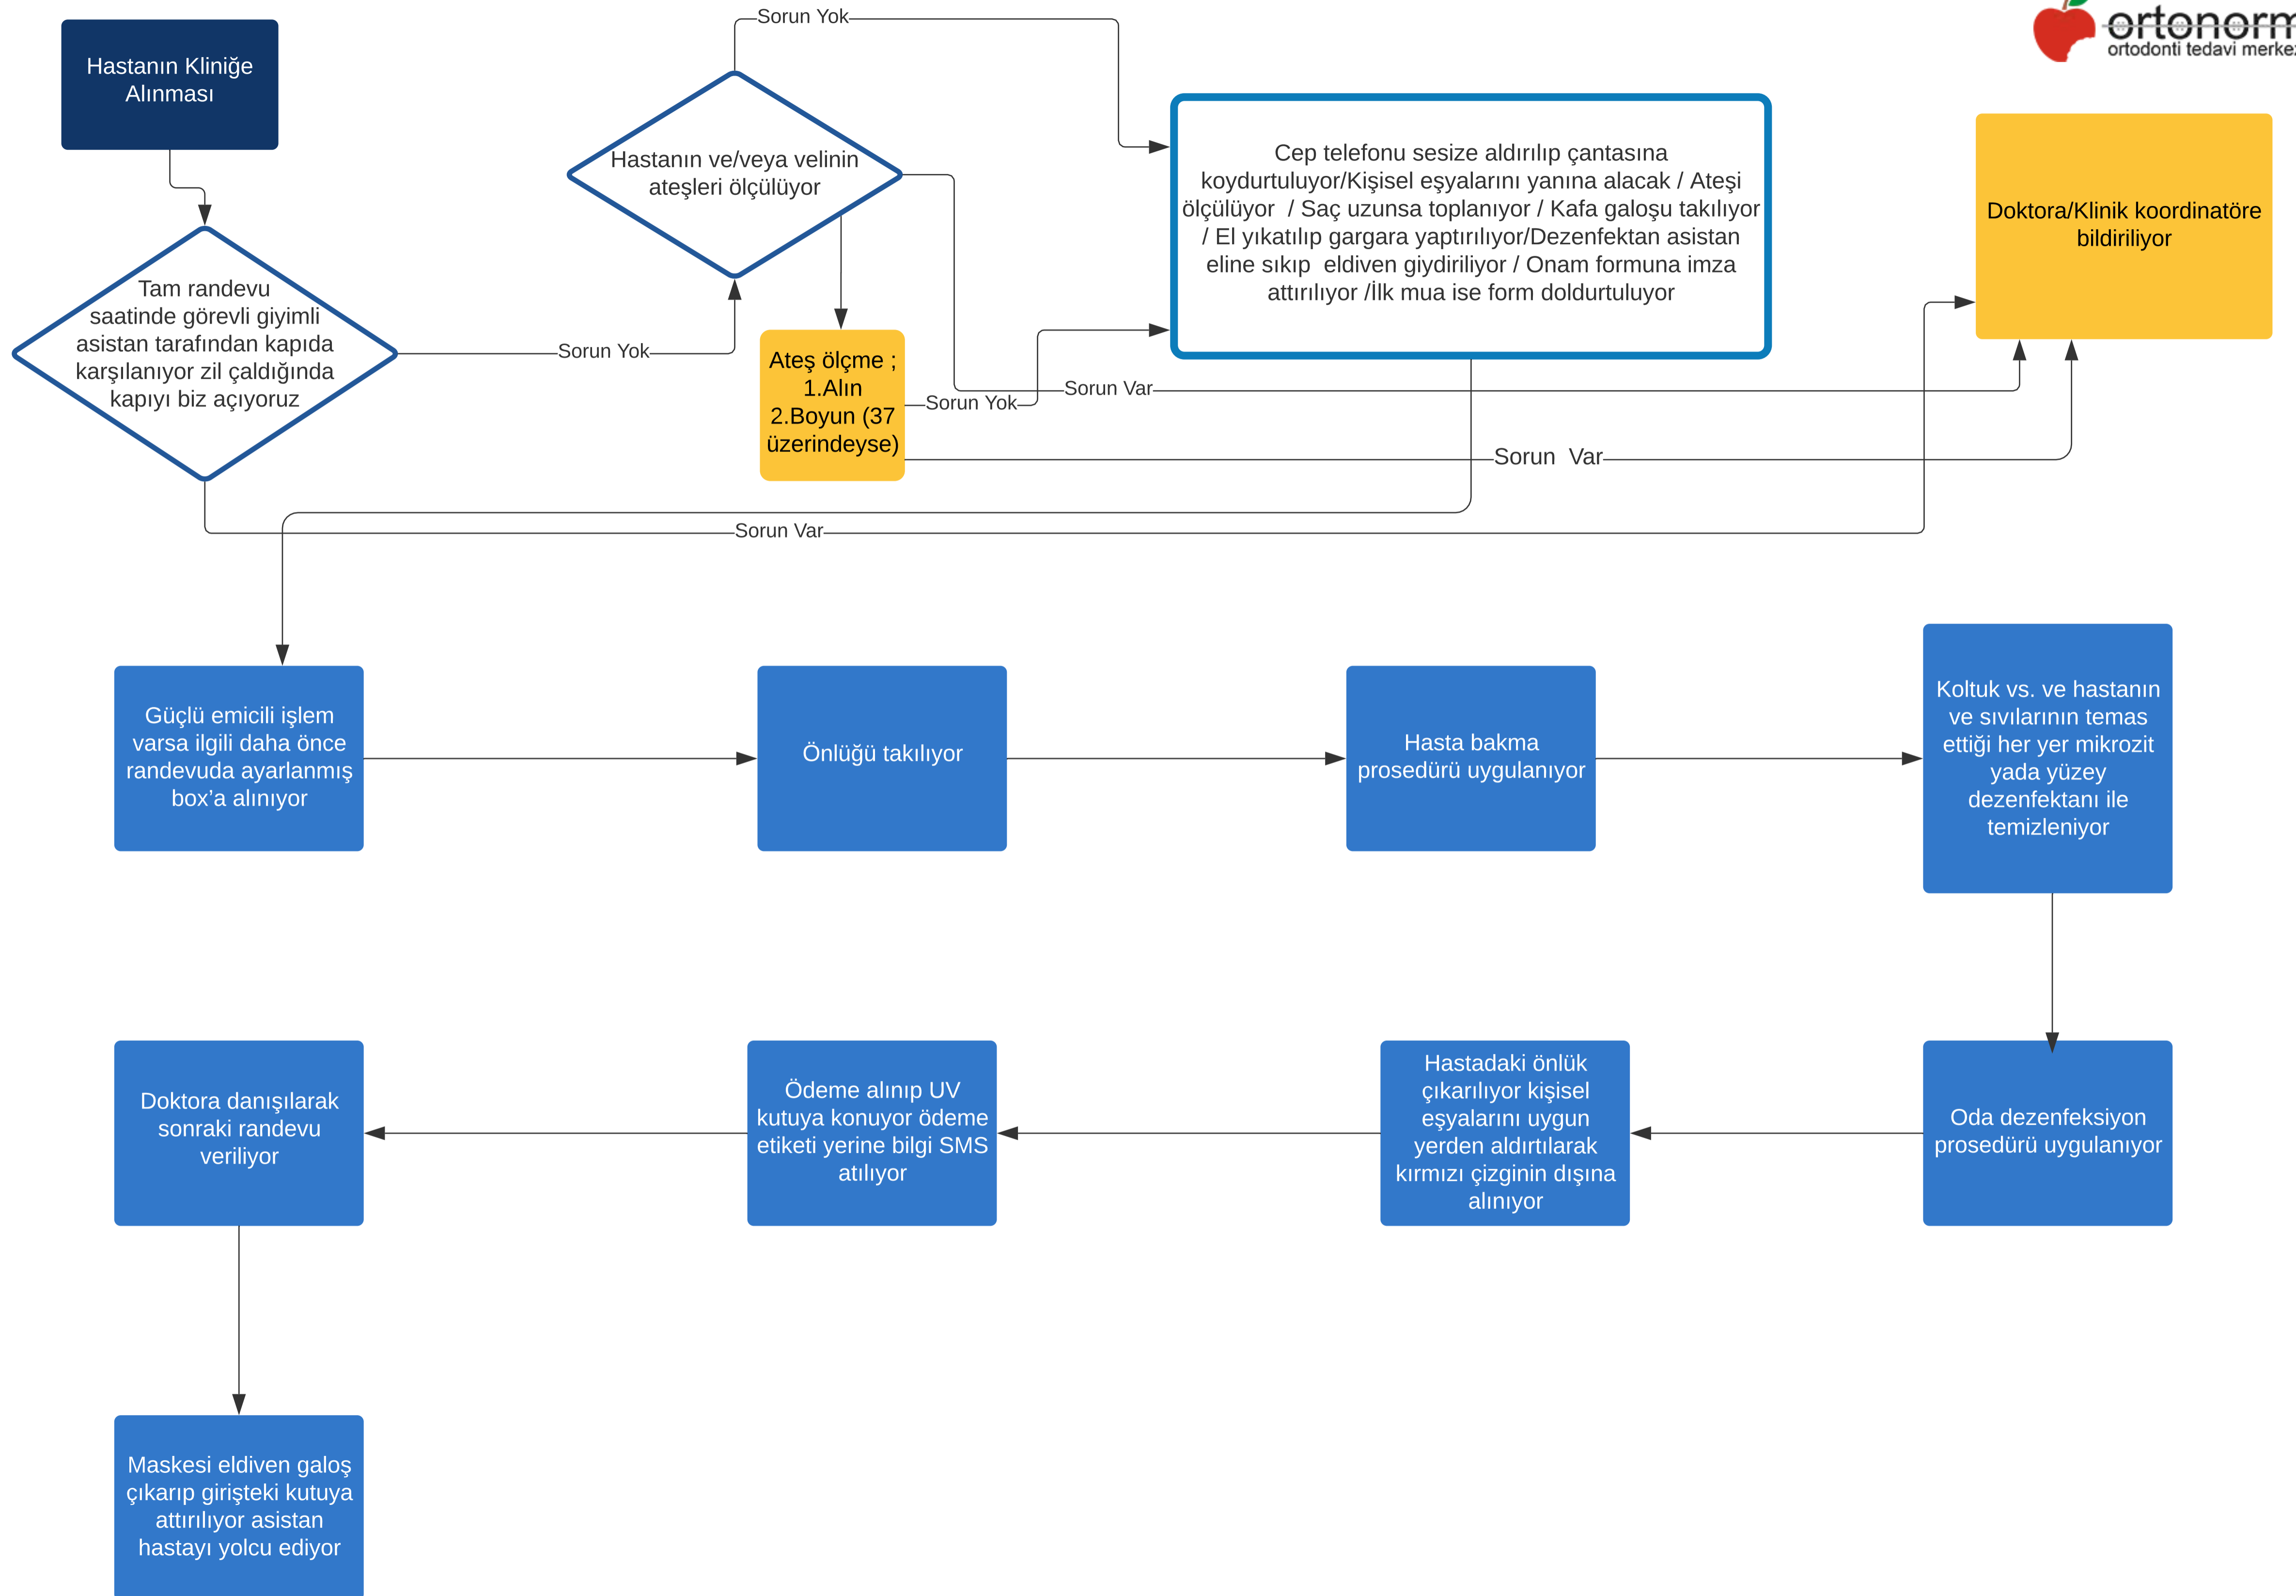 Hastanın Kliniğe
Alınması
Sorun Yok
ortonorm
ortodonti tedavi merkez
Hastanın ve/veya velinin
ateşleri ölçülüyor
Cep telefonu sesize aldırılıp çantasına
koydurtuluyor/Kişisel eşyalarını yanına alacak / Ateşi
ölçülüyor  / Saç uzunsa toplanıyor / Kafa galoşu takılıyor
/ El yıkatılıp gargara yaptırılıyor/Dezenfektan asistan
eline sıkıp  eldiven giydiriliyor / Onam formuna imza
attırılıyor /İlk mua ise form doldurtuluyor
Doktora/Klinik koordinatöre
bildiriliyor
Tam randevu
saatinde görevli giyimli
asistan tarafından kapıda
karşılanıyor zil çaldığında
kapıyı biz açıyoruz
Sorun Yok
Ateş ölçme ;
1.Alın
2.Boyun (37
üzerindeyse)
Sorun Yok
Sorun Var
Sorun  Var
Sorun Var
Güçlü emicili işlem
varsa ilgili daha önce
randevuda ayarlanmış
box’a alınıyor
Önlüğü takılıyor
Hasta bakma
prosedürü uygulanıyor
Koltuk vs. ve hastanın
ve sıvılarının temas
ettiği her yer mikrozit
yada yüzey
dezenfektanı ile
temizleniyor
Doktora danışılarak
sonraki randevu
veriliyor
Ödeme alınıp UV
kutuya konuyor ödeme
etiketi yerine bilgi SMS
atılıyor
Hastadaki önlük
çıkarılıyor kişisel
eşyalarını uygun
yerden aldırtılarak
kırmızı çizginin dışına
alınıyor
Oda dezenfeksiyon
prosedürü uygulanıyor
Maskesi eldiven galoş
çıkarıp girişteki kutuya
attırılıyor asistan
hastayı yolcu ediyor